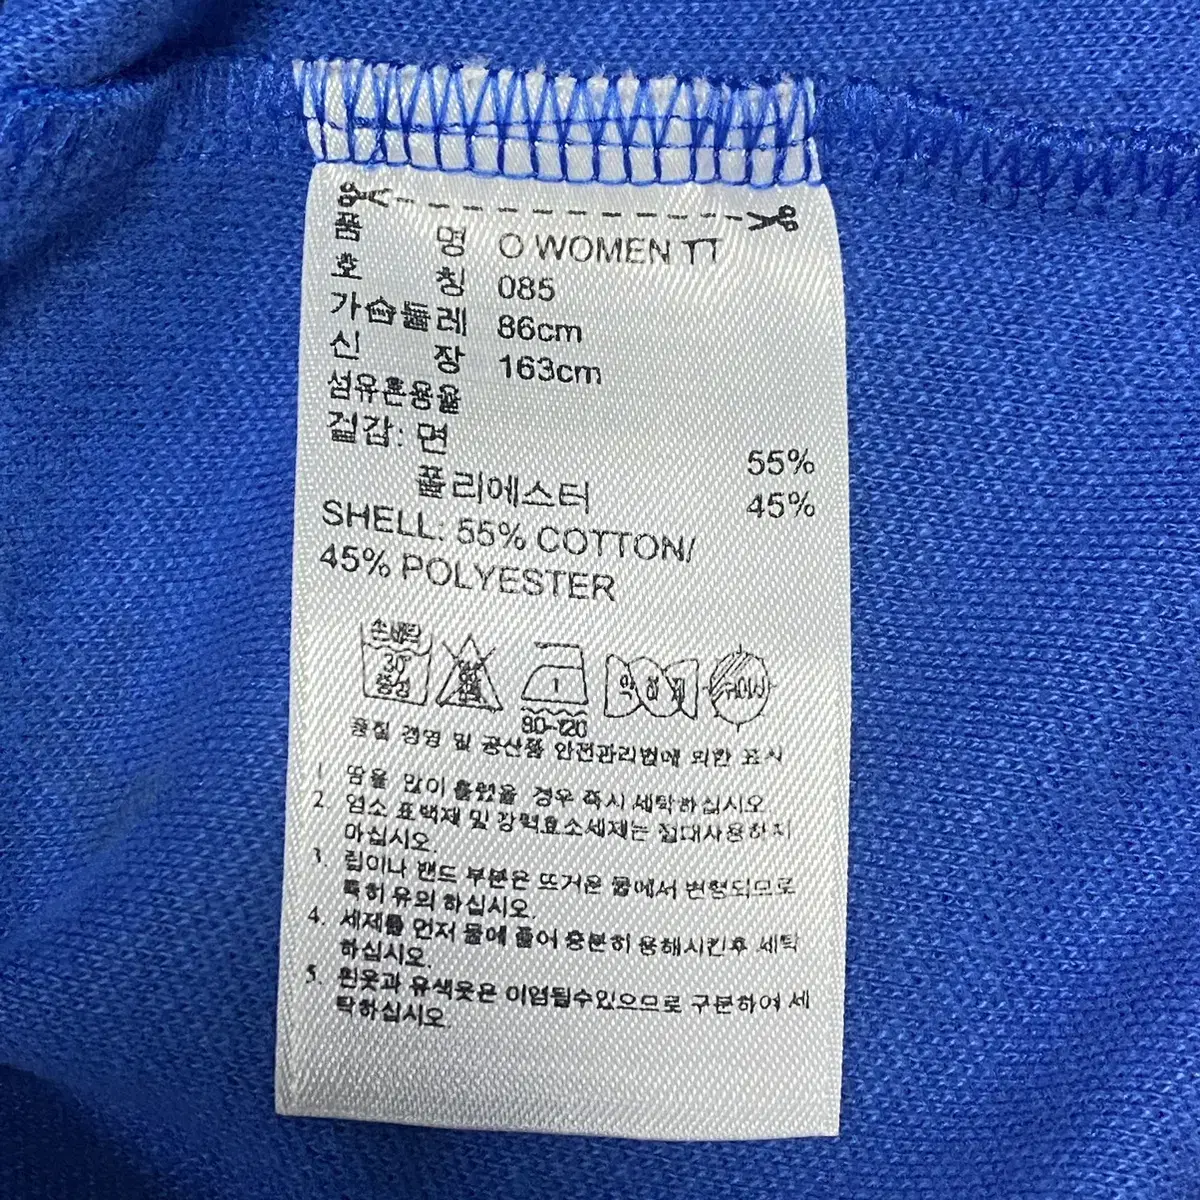 품 명 O WOMEN TT
호 칭 085
가슴둘레 86cm
신 장 163cm
섬유혼용율
겉감: 면 55%
폴리에스터 45%
SHELL: 55% COTTON/
45% POLYESTER
손세탁
30° 중성
1
80-120
약하게
드라이
품질 경영 및 공산품 안전관리법에 의한 표시
1. 땀을 많이 흘렸을 경우 즉시 세탁하십시오.
2. 염소 표백제 및 강력효소세제는 절대사용하지
마십시오.
3. 립이나 밴드 부분은 뜨거운 물에서 변형되므로
특히 유의 하십시오.
4. 세제를 먼저 물에 풀어 충분히 용해시킨후 세탁
하십시오.
5. 흰옷과 유색옷은 이염될수있으므로 구분하여 세
탁하십시오.